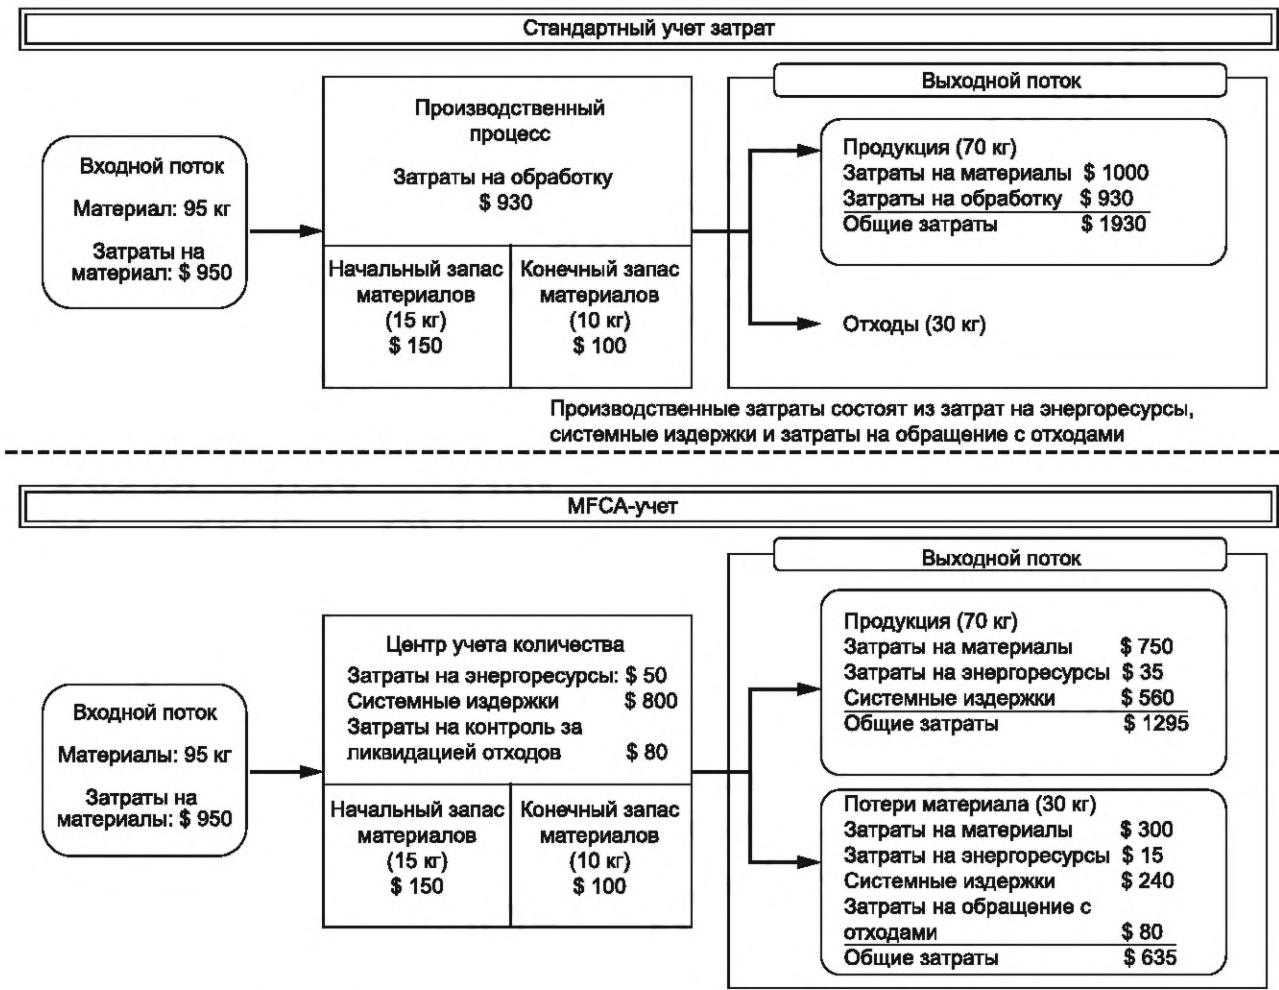 Стандартный учет затрат
Входной поток
Материал: 95 кг
Затраты на
материал: $ 950
Производственный
процесс
Затраты на обработку
$ 930
Начальный запас
материалов
(15 кг)
$ 150
Конечный запас
материалов
(10 кг)
$ 100
Выходной поток
Продукция (70 кг)
Затраты на материалы $ 1000
Затраты на обработку $ 930
Общие затраты $ 1930
Отходы (30 кг)
Производственные затраты состоят из затрат на энергоресурсы,
системные издержки и затраты на обращение с отходами
MFCA-учет
Входной поток
Материалы: 95 кг
Затраты на
материалы: $ 950
Центр учета количества
Затраты на энергоресурсы: $ 50
Системные издержки $ 800
Затраты на контроль за
ликвидацией отходов $ 80
Начальный запас
материалов
(15 кг)
$ 150
Конечный запас
материалов
(10 кг)
$ 100
Выходной поток
Продукция (70 кг)
Затраты на материалы $ 750
Затраты на энергоресурсы $ 35
Системные издержки $ 560
Общие затраты $ 1295
Потери материала (30 кг)
Затраты на материалы $ 300
Затраты на энергоресурсы $ 15
Системные издержки $ 240
Затраты на обращение с
отходами $ 80
Общие затраты $ 635